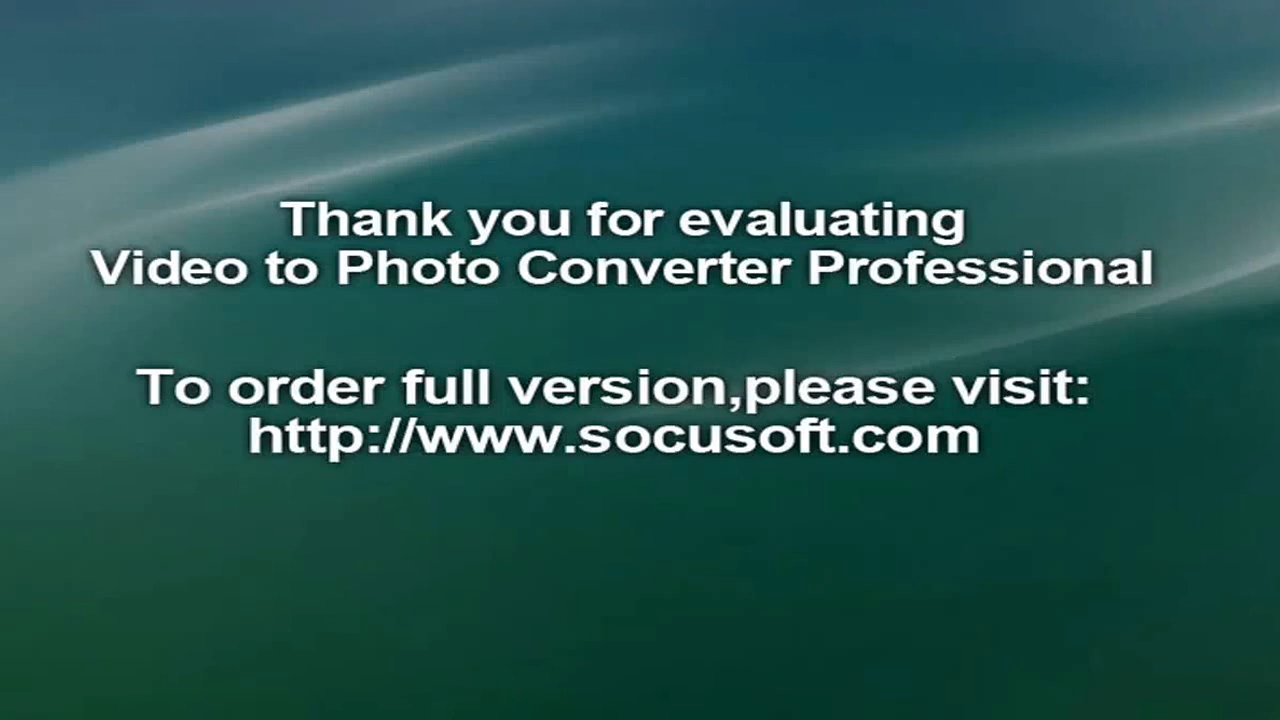 Thank you for evaluating
Video to Photo Converter Professional
To order full version,please visit:
http://www.socusoft.com